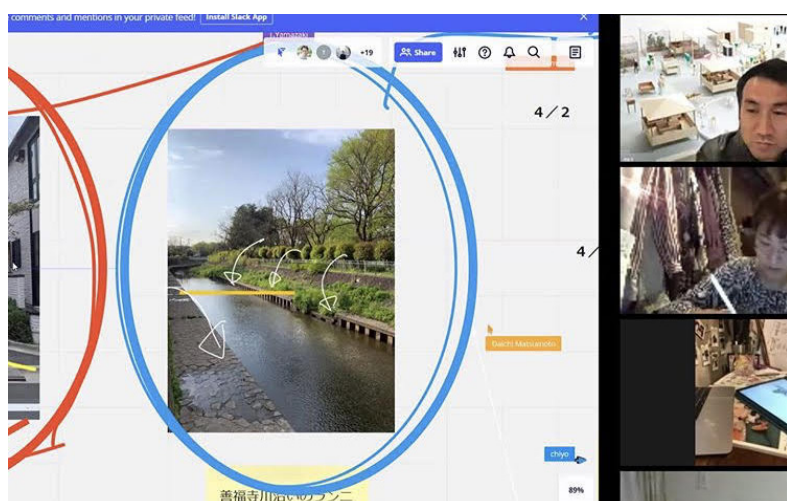 comments and mentions in your private feed!
Install Slack App
+19
Share
4/2
4/
Daichi Matsumoto
chiyo
善福寺川沿いのランニ
89%